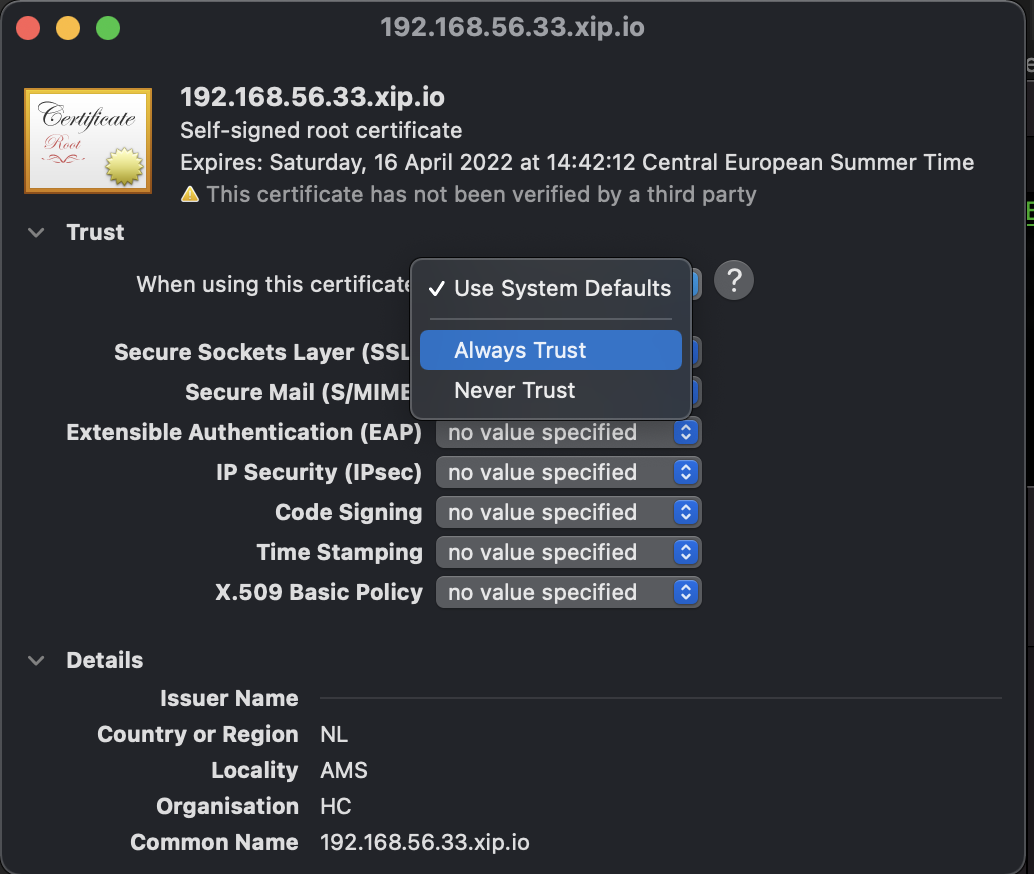 192.168.56.33.xip.io
Certificate
Root
192.168.56.33.xip.io
Self-signed root certificate
Expires: Saturday, 16 April 2022 at 14:42:12 Central European Summer Time
This certificate has not been verified by a third party
Trust
When using this certificate
?
✓ Use System Defaults
Always Trust
Never Trust
Secure Sockets Layer (SSL
Secure Mail (S/MIME
Extensible Authentication (EAP) no value specified
IP Security (IPsec) no value specified
Code Signing no value specified
Time Stamping no value specified
X.509 Basic Policy no value specified
Details
Issuer Name
Country or Region NL
Locality AMS
Organisation HC
Common Name 192.168.56.33.xip.io